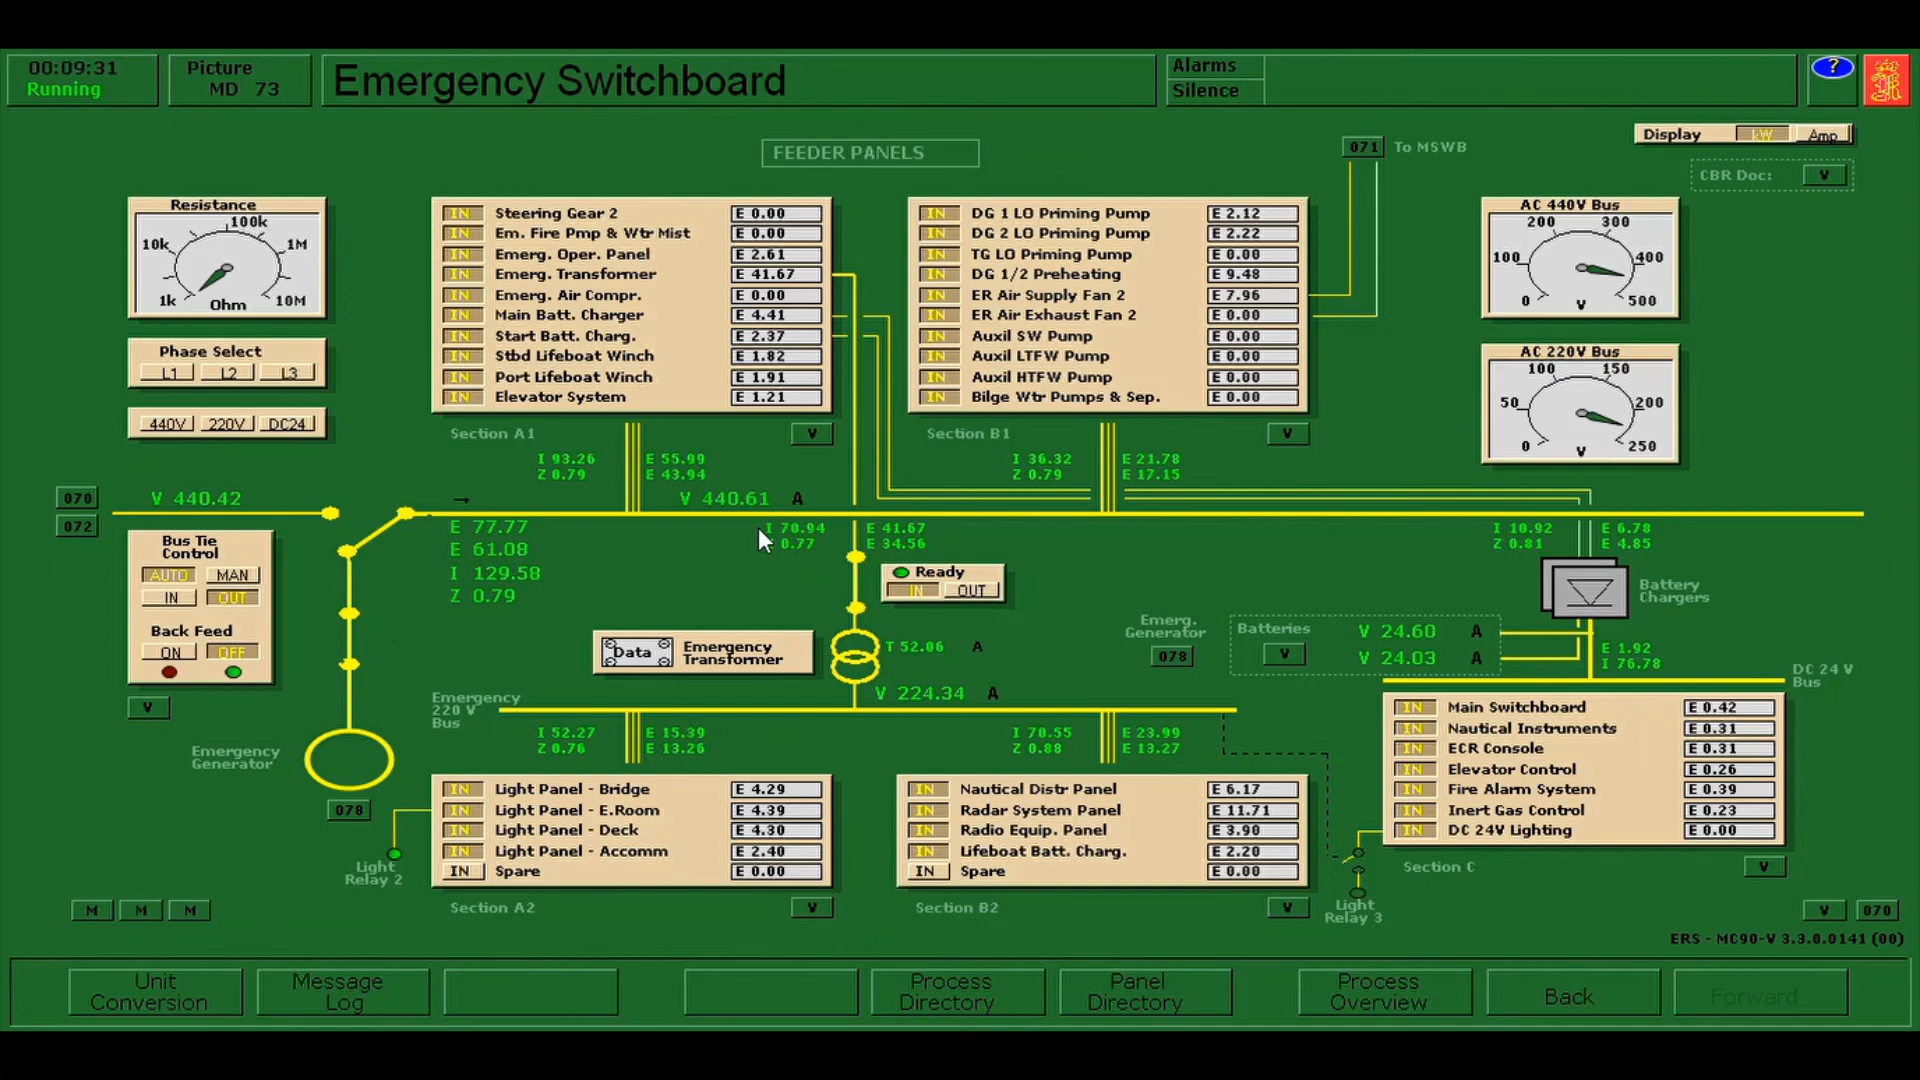 00:09:31
Running
Picture
MD 73
Emergency Switchboard
Alarms
Silence
?
FEEDER PANELS
071 To MSWB
Display kW Amp
CBR Doc: V
Resistance
1k 10k 100k 1M 10M
Ohm
Phase Select
L1 L2 L3
440V 220V DC24
IN Steering Gear 2 E 0.00
IN Em. Fire Pmp & Wtr Mist E 0.00
IN Emerg. Oper. Panel E 2.61
IN Emerg. Transformer E 41.67
IN Emerg. Air Compr. E 0.00
IN Main Batt. Charger E 4.41
IN Start Batt. Charg. E 2.37
IN Stbd Lifeboat Winch E 1.82
IN Port Lifeboat Winch E 1.91
IN Elevator System E 1.21
Section A1 V
IN DG 1 LO Priming Pump E 2.12
IN DG 2 LO Priming Pump E 2.22
IN TG LO Priming Pump E 0.00
IN DG 1/2 Preheating E 9.48
IN ER Air Supply Fan 2 E 7.96
IN ER Air Exhaust Fan 2 E 0.00
IN Auxil SW Pump E 0.00
IN Auxil LTFW Pump E 0.00
IN Auxil HTFW Pump E 0.00
IN Bilge Wtr Pumps & Sep. E 0.00
Section B1 V
AC 440V Bus
0 100 200 300 400 500
V
AC 220V Bus
0 50 100 150 200 250
V
I 93.26 E 55.99
Z 0.79 E 43.94
I 36.32 E 21.78
Z 0.79 E 17.15
070
072
V 440.42
→
V 440.61 A
E 77.77
E 61.08
I 129.58
Z 0.79
I 70.94 E 41.67
0.77 E 34.56
I 10.92 E 6.78
Z 0.81 E 4.85
Bus Tie
Control
AUTO MAN
IN OUT
Back Feed
ON OFF
V
Ready
IN OUT
Data Emergency
Transformer
T 52.06 A
V 224.34 A
Emerg.
Generator
078
Batteries
V
V 24.60 A
V 24.03 A
Battery
Chargers
E 1.92
I 76.78
DC 24 V
Bus
Emergency
220 V
Bus
I 52.27 E 15.39
Z 0.76 E 13.26
I 70.55 E 23.99
Z 0.88 E 13.27
Emergency
Generator
078
Light
Relay 2
IN Light Panel - Bridge E 4.29
IN Light Panel - E.Room E 4.39
IN Light Panel - Deck E 4.30
IN Light Panel - Accomm E 2.40
IN Spare E 0.00
Section A2 V
IN Nautical Distr Panel E 6.17
IN Radar System Panel E 11.71
IN Radio Equip. Panel E 3.90
IN Lifeboat Batt. Charg. E 2.20
IN Spare E 0.00
Section B2 V
Light
Relay 3
IN Main Switchboard E 0.42
IN Nautical Instruments E 0.31
IN ECR Console E 0.31
IN Elevator Control E 0.26
IN Fire Alarm System E 0.39
IN Inert Gas Control E 0.23
IN DC 24V Lighting E 0.00
Section C V
M M M
V 070
ERS - MC90-V 3.3.0.0141 (00)
Unit
Conversion
Message
Log
Process
Directory
Panel
Directory
Process
Overview
Back
Forward